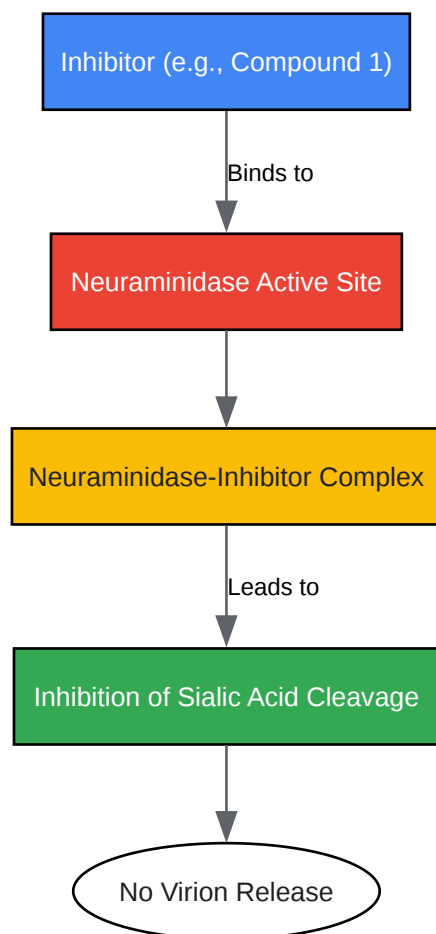 Inhibitor (e.g., Compound 1)
Binds to
Neuraminidase Active Site
Neuraminidase-Inhibitor Complex
Leads to
Inhibition of Sialic Acid Cleavage
No Virion Release